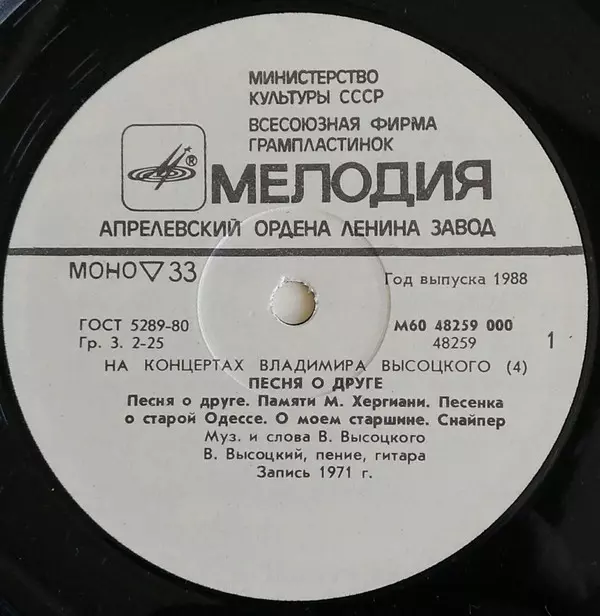 МИНИСТЕРСТВО
КУЛЬТУРЫ СССР
ВСЕСОЮЗНАЯ ФИРМА
ГРАМПЛАСТИНОК
® МЕЛОДИЯ
АПРЕЛЕВСКИЙ ОРДЕНА ЛЕНИНА ЗАВОД
МОНО ▽ 33
Год выпуска 1988
ГОСТ 5289-80
М60 48259 000
Гр. 3. 2-25
48259
1
НА КОНЦЕРТАХ ВЛАДИМИРА ВЫСОЦКОГО (4)
ПЕСНЯ О ДРУГЕ
Песня о друге. Памяти М. Хергиани. Песенка
о старой Одессе. О моем старшине. Снайпер
Муз. и слова В. Высоцкого
В. Высоцкий, пение, гитара
Запись 1971 г.